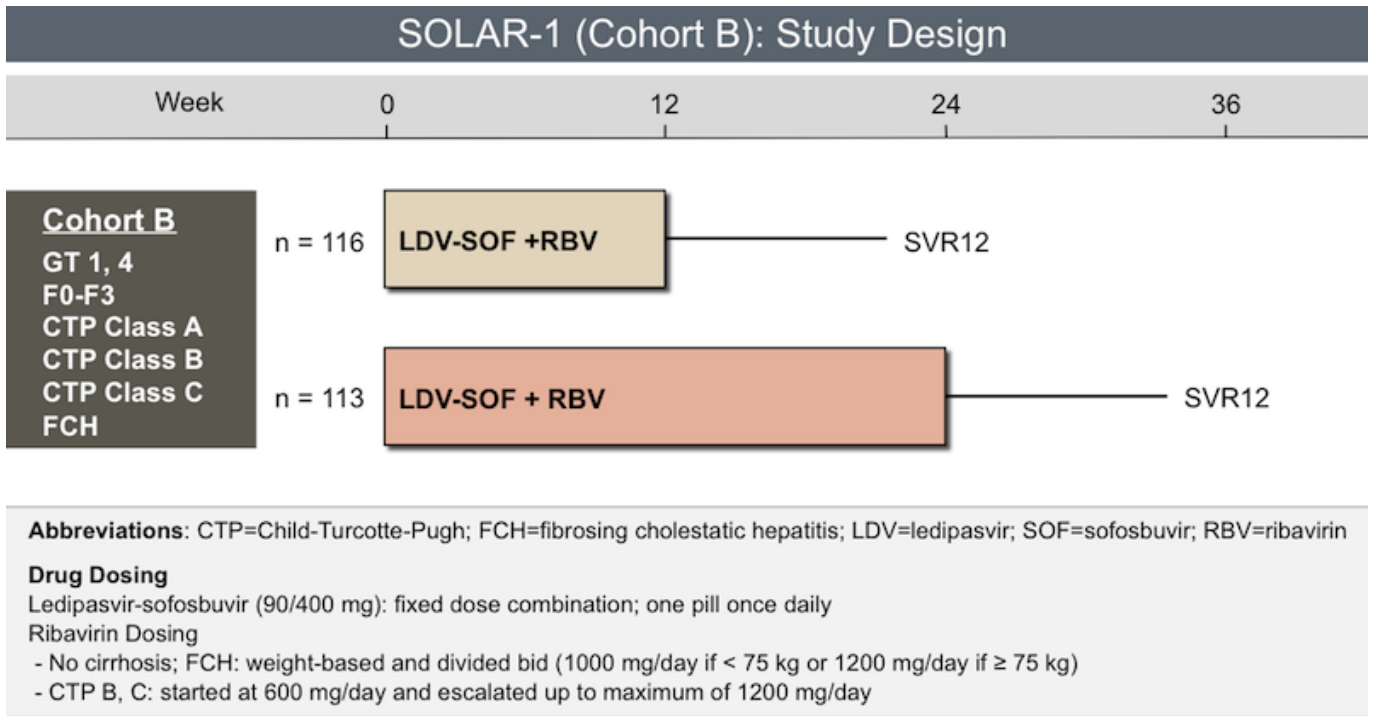 SOLAR-1 (Cohort B): Study Design
Week 0 12 24 36
Cohort B
GT 1, 4
F0-F3
CTP Class A
CTP Class B
CTP Class C
FCH
n = 116 LDV-SOF +RBV SVR12
n = 113 LDV-SOF + RBV SVR12
Abbreviations: CTP=Child-Turcotte-Pugh; FCH=fibrosing cholestatic hepatitis; LDV=ledipasvir; SOF=sofosbuvir; RBV=ribavirin
Drug Dosing
Ledipasvir-sofosbuvir (90/400 mg): fixed dose combination; one pill once daily
Ribavirin Dosing
- No cirrhosis; FCH: weight-based and divided bid (1000 mg/day if < 75 kg or 1200 mg/day if ≥ 75 kg)
- CTP B, C: started at 600 mg/day and escalated up to maximum of 1200 mg/day